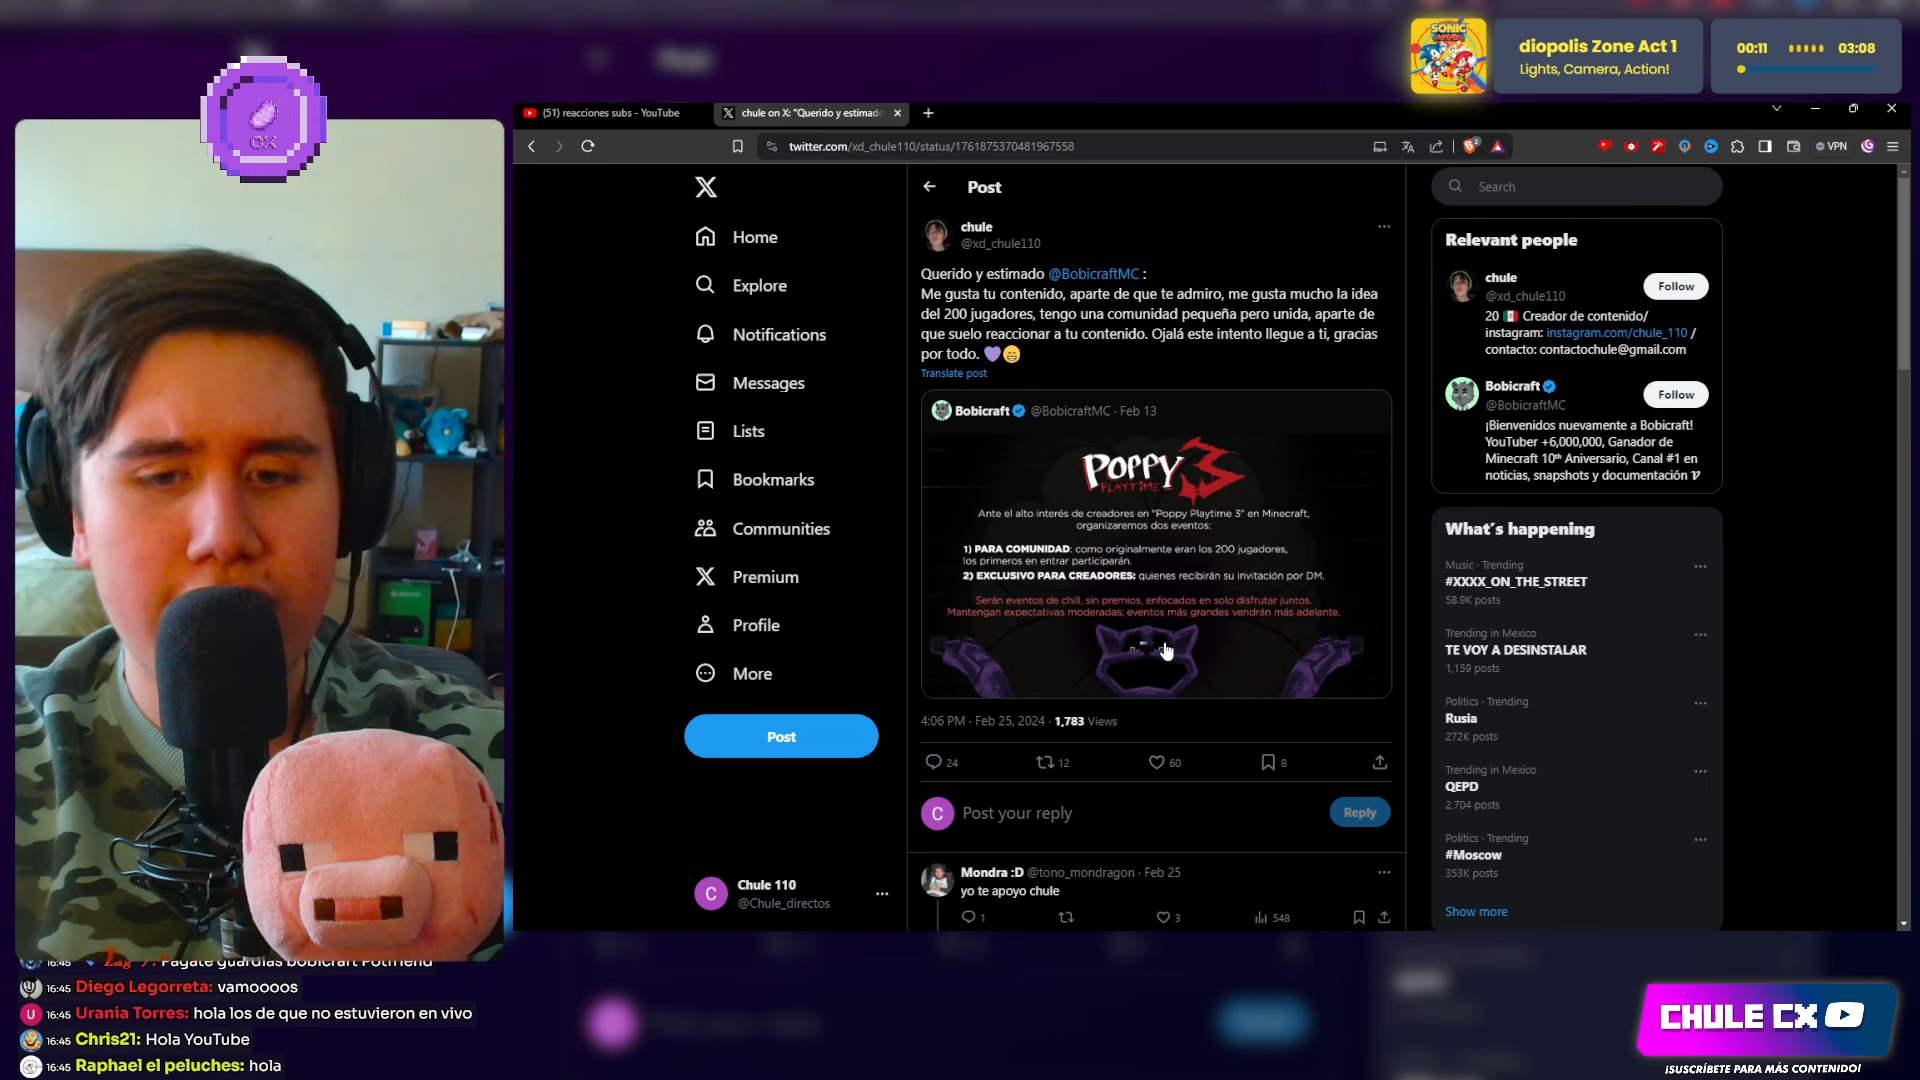 SONIC
MANIA
diopolis Zone Act 1
Lights, Camera, Action!
00:11
03:08
CX
(51) reacciones subs - YouTube
chule on X: "Querido y estimado
twitter.com/xd_chule110/status/1761875370481967558
VPN
Home
Explore
Notifications
Messages
Lists
Bookmarks
Communities
Premium
Profile
More
Post
Chule 110
@Chule_directos
Post
chule
@xd_chule110
Querido y estimado @BobicraftMC :
Me gusta tu contenido, aparte de que te admiro, me gusta mucho la idea
del 200 jugadores, tengo una comunidad pequeña pero unida, aparte de
que suelo reaccionar a tu contenido. Ojalá este intento llegue a ti, gracias
por todo. 💜😁
Translate post
Bobicraft @BobicraftMC · Feb 13
POPPY 3
PLAYTIME
Ante el alto interés de creadores en "Poppy Playtime 3" en Minecraft,
organizaremos dos eventos:
1) PARA COMUNIDAD: como originalmente eran los 200 jugadores,
los primeros en entrar participarán.
2) EXCLUSIVO PARA CREADORES: quienes recibirán su invitación por DM.
Serán eventos de chill, sin premios, enfocados en solo disfrutar juntos.
Mantengan expectativas moderadas; eventos más grandes vendrán más adelante.
4:06 PM · Feb 25, 2024 · 1,783 Views
24
12
60
8
C
Post your reply
Reply
Mondra :D @tono_mondragon · Feb 25
yo te apoyo chule
1
3
548
Search
Relevant people
chule
@xd_chule110
Follow
20 🇲🇽 Creador de contenido/
instagram: instagram.com/chule_110 /
contacto: contactochule@gmail.com
Bobicraft
@BobicraftMC
Follow
¡Bienvenidos nuevamente a Bobicraft!
YouTuber +6,000,000, Ganador de
Minecraft 10ᵗʰ Aniversario, Canal #1 en
noticias, snapshots y documentación
What's happening
Music · Trending
#XXXX_ON_THE_STREET
58.9K posts
Trending in Mexico
TE VOY A DESINSTALAR
1,159 posts
Politics · Trending
Rusia
272K posts
Trending in Mexico
QEPD
2,704 posts
Politics · Trending
#Moscow
353K posts
Show more
16:45 Pagate guardias bobicraft Potfriend
16:45 Diego Legorreta: vamoooos
16:45 Urania Torres: hola los de que no estuvieron en vivo
16:45 Chris21: Hola YouTube
16:45 Raphael el peluches: hola
CHULE CX
¡SUSCRÍBETE PARA MÁS CONTENIDO!